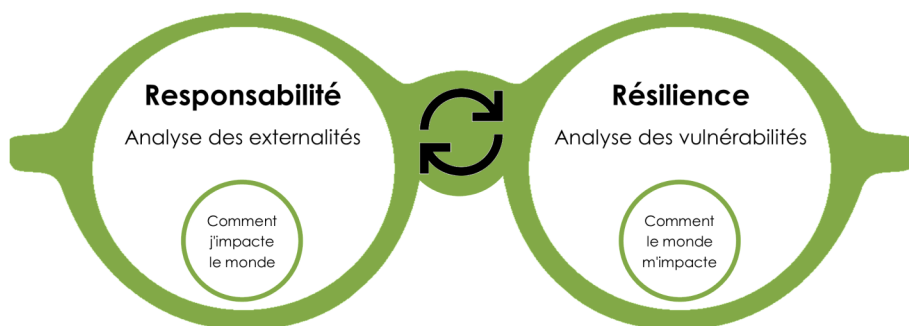 Responsabilité
Analyse des externalités
Comment
j'impacte
le monde
Résilience
Analyse des vulnérabilités
Comment
le monde
m'impacte